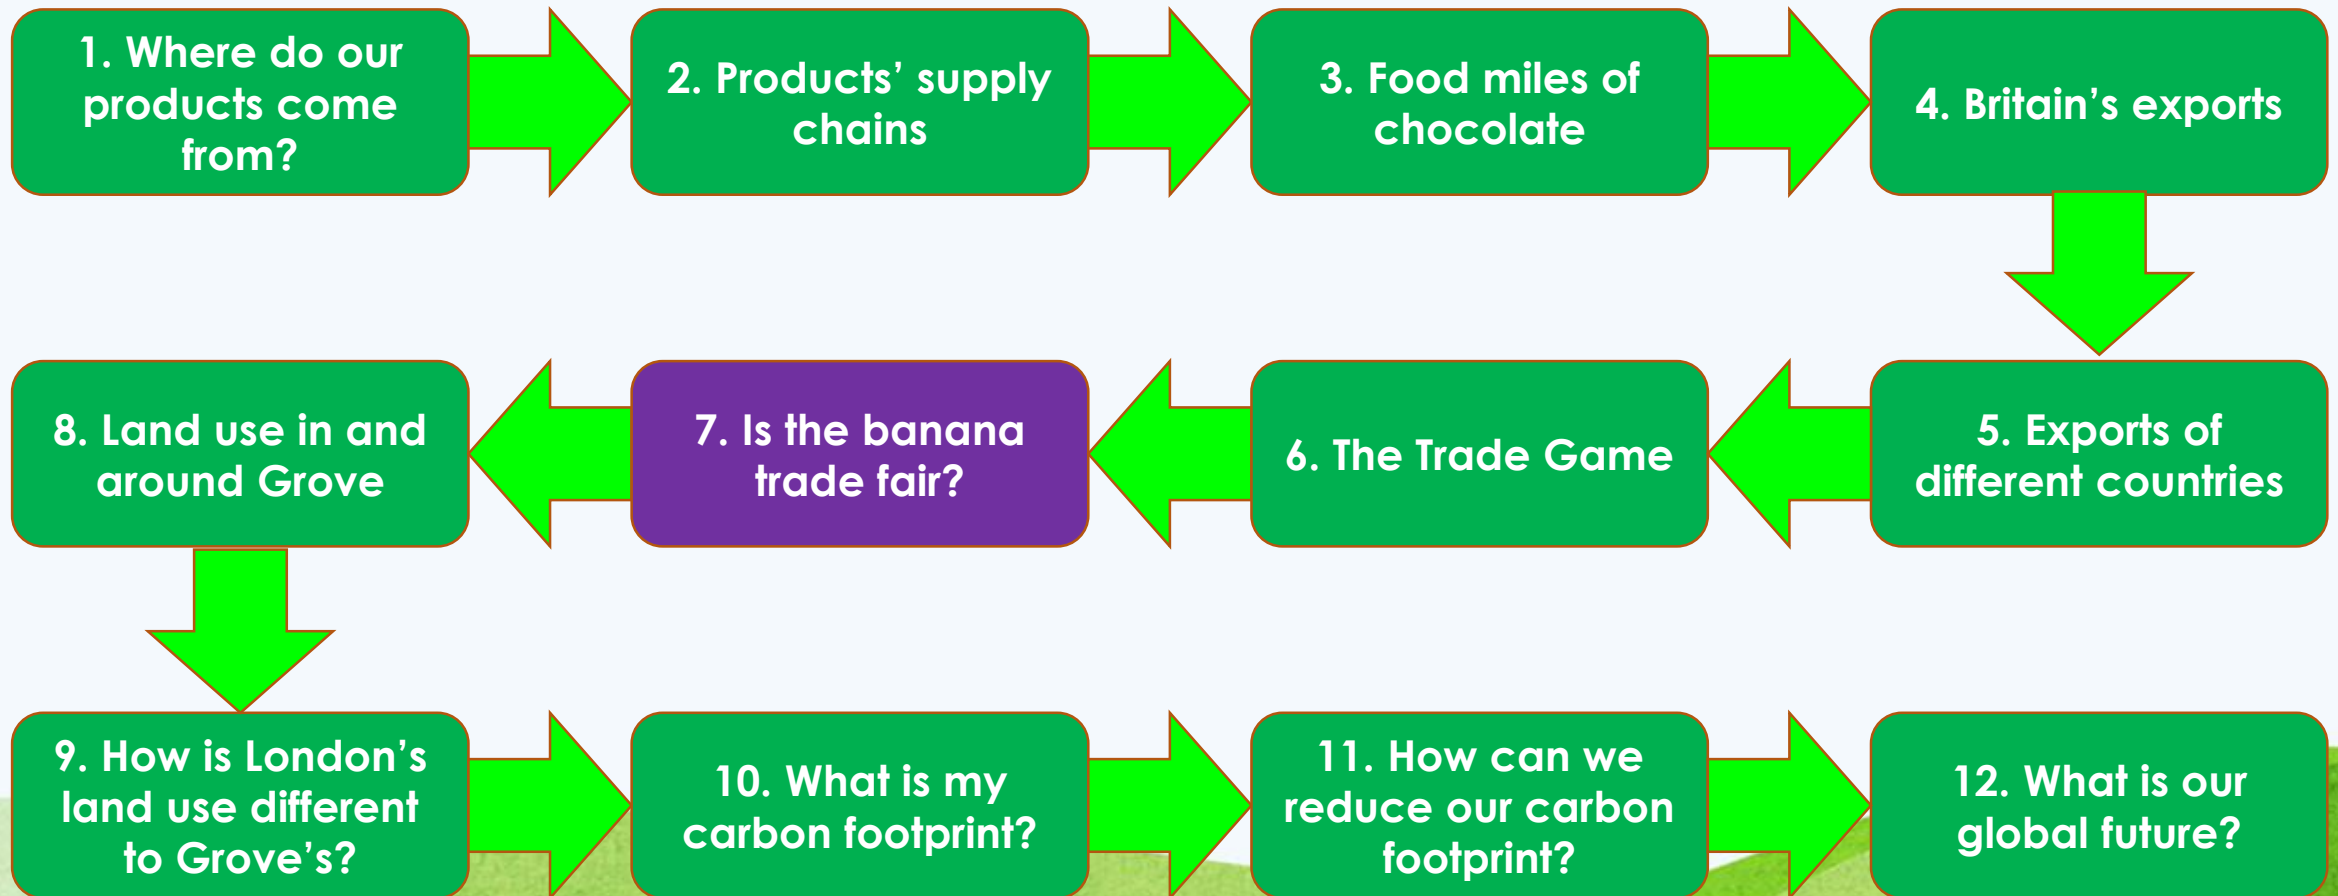 1. Where do our
products come
from?
2. Products’ supply
chains
3. Food miles of
chocolate
4. Britain’s exports
5. Exports of
different countries
6. The Trade Game
7. Is the banana
trade fair?
8. Land use in and
around Grove
9. How is London’s
land use different
to Grove’s?
10. What is my
carbon footprint?
11. How can we
reduce our carbon
footprint?
12. What is our
global future?